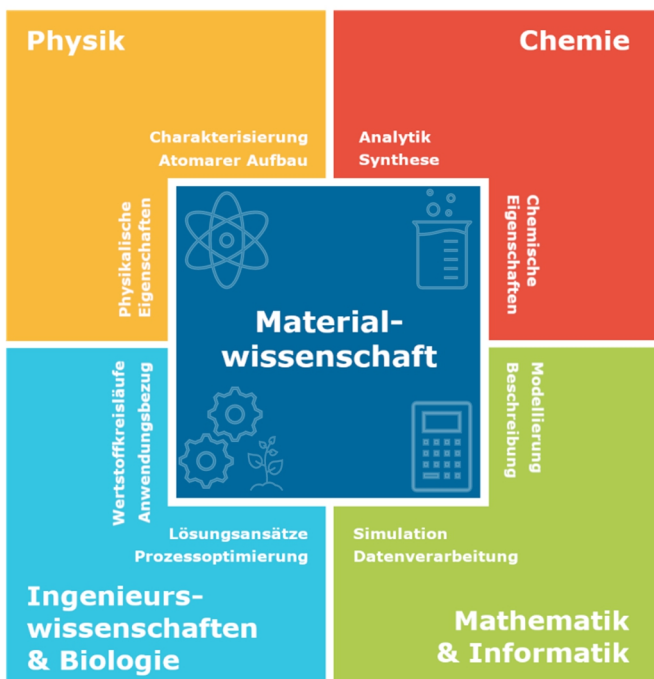 Physik
Charakterisierung
Atomarer Aufbau
Physikalische
Eigenschaften
Chemie
Analytik
Synthese
Chemische
Eigenschaften
Material-
wissenschaft
Wertstoffkreisläufe
Anwendungsbezug
Lösungsansätze
Prozessoptimierung
Ingenieurs-
wissenschaften
& Biologie
Modellierung
Beschreibung
Simulation
Datenverarbeitung
Mathematik
& Informatik